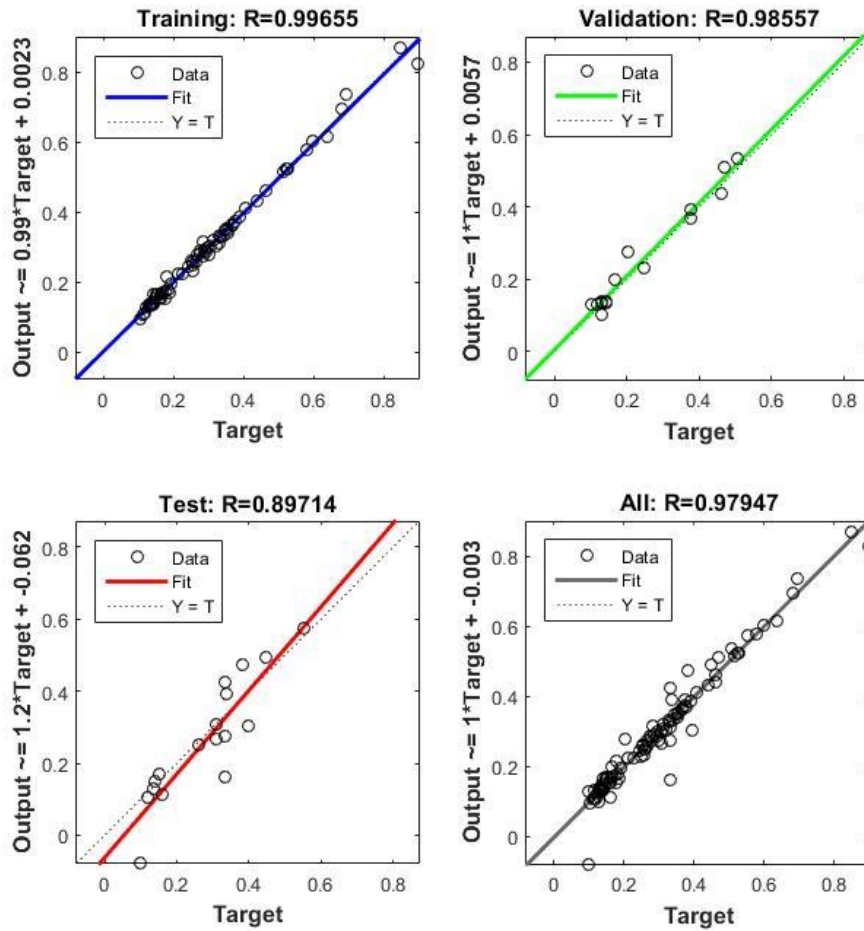 Training: R=0.99655
Output ~= 0.99*Target + 0.0023
Data
Fit
Y = T
0.8
0.6
0.4
0.2
0
0
0.2
0.4
0.6
0.8
Target
Validation: R=0.98557
Output ~= 1*Target + 0.0057
Data
Fit
Y = T
0.8
0.6
0.4
0.2
0
0
0.2
0.4
0.6
0.8
Target
Test: R=0.89714
Output ~= 1.2*Target + -0.062
Data
Fit
Y = T
0.8
0.6
0.4
0.2
0
0
0.2
0.4
0.6
0.8
Target
All: R=0.97947
Output ~= 1*Target + -0.003
Data
Fit
Y = T
0.8
0.6
0.4
0.2
0
0
0.2
0.4
0.6
0.8
Target